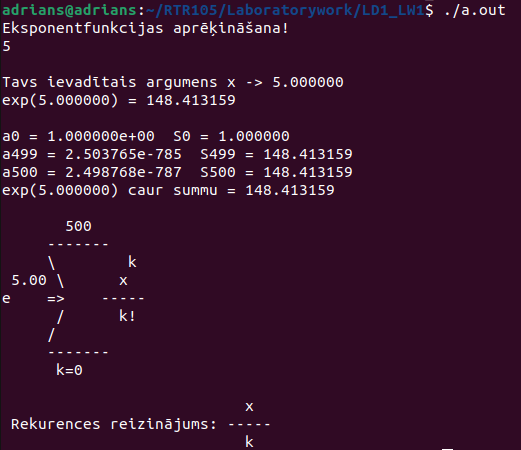 adrians@adrians:~/RTR105/Laboratorywork/LD1_LW1$ ./a.out
Eksponentfunkcijas aprēķināšana!
5

Tavs ievadītais argumens x -> 5.000000
exp(5.000000) = 148.413159

a0 = 1.000000e+00  S0 = 1.000000
a499 = 2.503765e-785  S499 = 148.413159
a500 = 2.498768e-787  S500 = 148.413159
exp(5.000000) caur summu = 148.413159

       500
     -------
     \        k
 5.00 \      x
e    =>    -----
      /      k!
     /
     -------
      k=0

                           x
 Rekurences reizinājums: -----
                           k